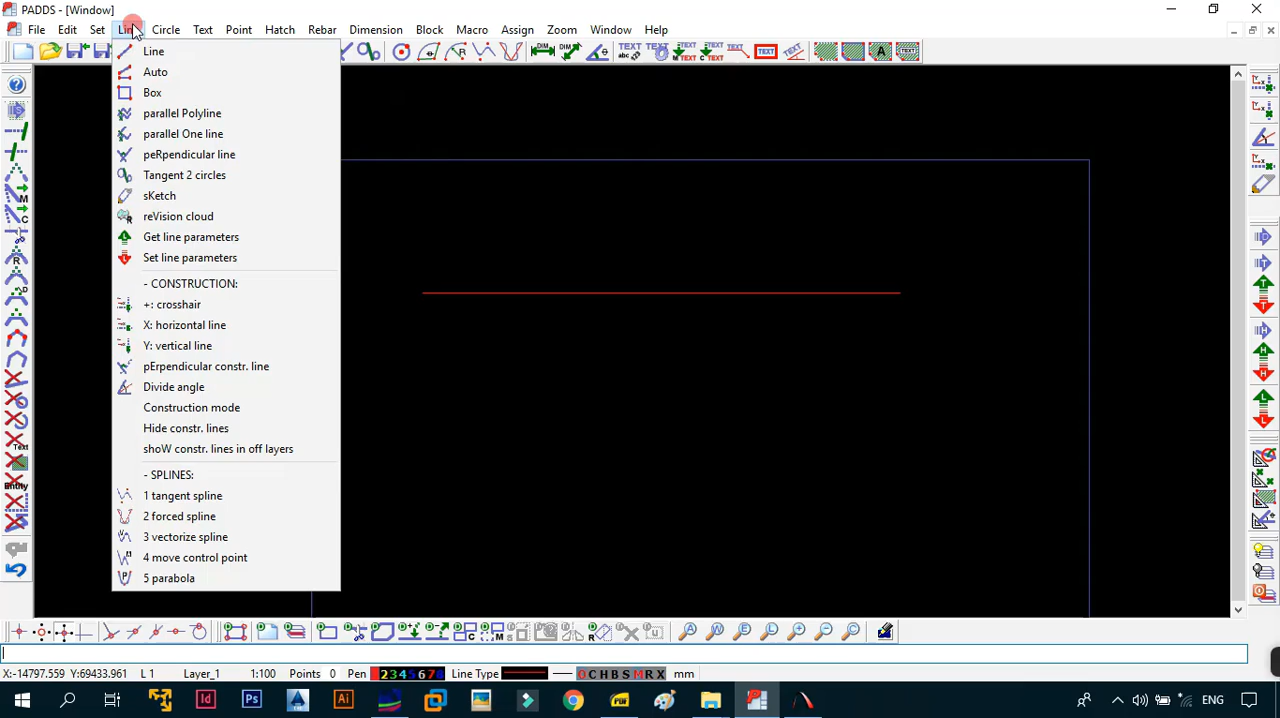 PADDS - [Window]
File Edit Set Circle Text Point Hatch Rebar Dimension Block Macro Assign Zoom Window Help
Line
Auto
Box
parallel Polyline
parallel One line
peRpendicular line
Tangent 2 circles
sKetch
reVision cloud
Get line parameters
Set line parameters
- CONSTRUCTION:
+: crosshair
X: horizontal line
Y: vertical line
pErpendicular constr. line
Divide angle
Construction mode
Hide constr. lines
shoW constr. lines in off layers
- SPLINES:
1 tangent spline
2 forced spline
3 vectorize spline
4 move control point
5 parabola
X:-14797.559 Y:69433.961 L 1 Layer_1 1:100 Points 0 Pen 2 3 4 5 6 7 Line Type O C H B S M R X mm
ENG